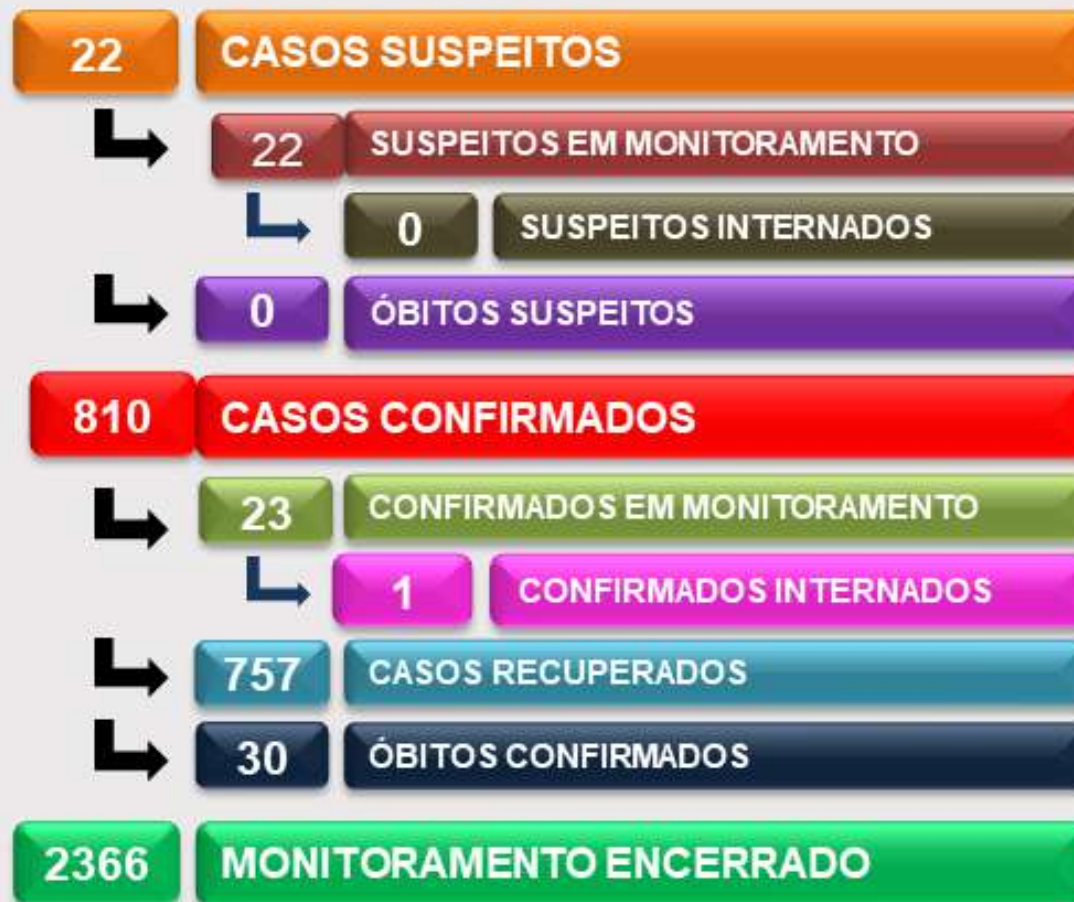 22 CASOS SUSPEITOS
22 SUSPEITOS EM MONITORAMENTO
0 SUSPEITOS INTERNADOS
0 ÓBITOS SUSPEITOS
810 CASOS CONFIRMADOS
23 CONFIRMADOS EM MONITORAMENTO
1 CONFIRMADOS INTERNADOS
757 CASOS RECUPERADOS
30 ÓBITOS CONFIRMADOS
2366 MONITORAMENTO ENCERRADO